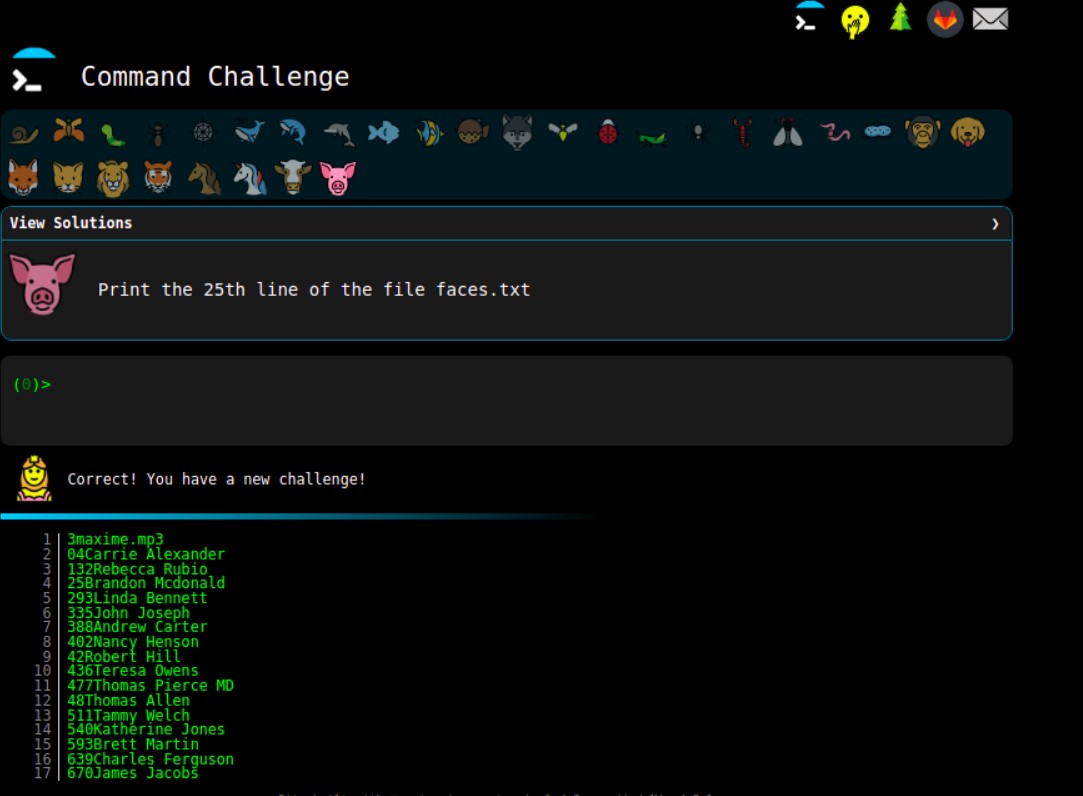 Command Challenge
View Solutions ❯
Print the 25th line of the file faces.txt
(0)>
Correct! You have a new challenge!
1 3maxime.mp3
2 04Carrie Alexander
3 132Rebecca Rubio
4 25Brandon Mcdonald
5 293Linda Bennett
6 335John Joseph
7 388Andrew Carter
8 402Nancy Henson
9 42Robert Hill
10 436Teresa Owens
11 477Thomas Pierce MD
12 48Thomas Allen
13 511Tammy Welch
14 540Katherine Jones
15 593Brett Martin
16 639Charles Ferguson
17 670James Jacobs